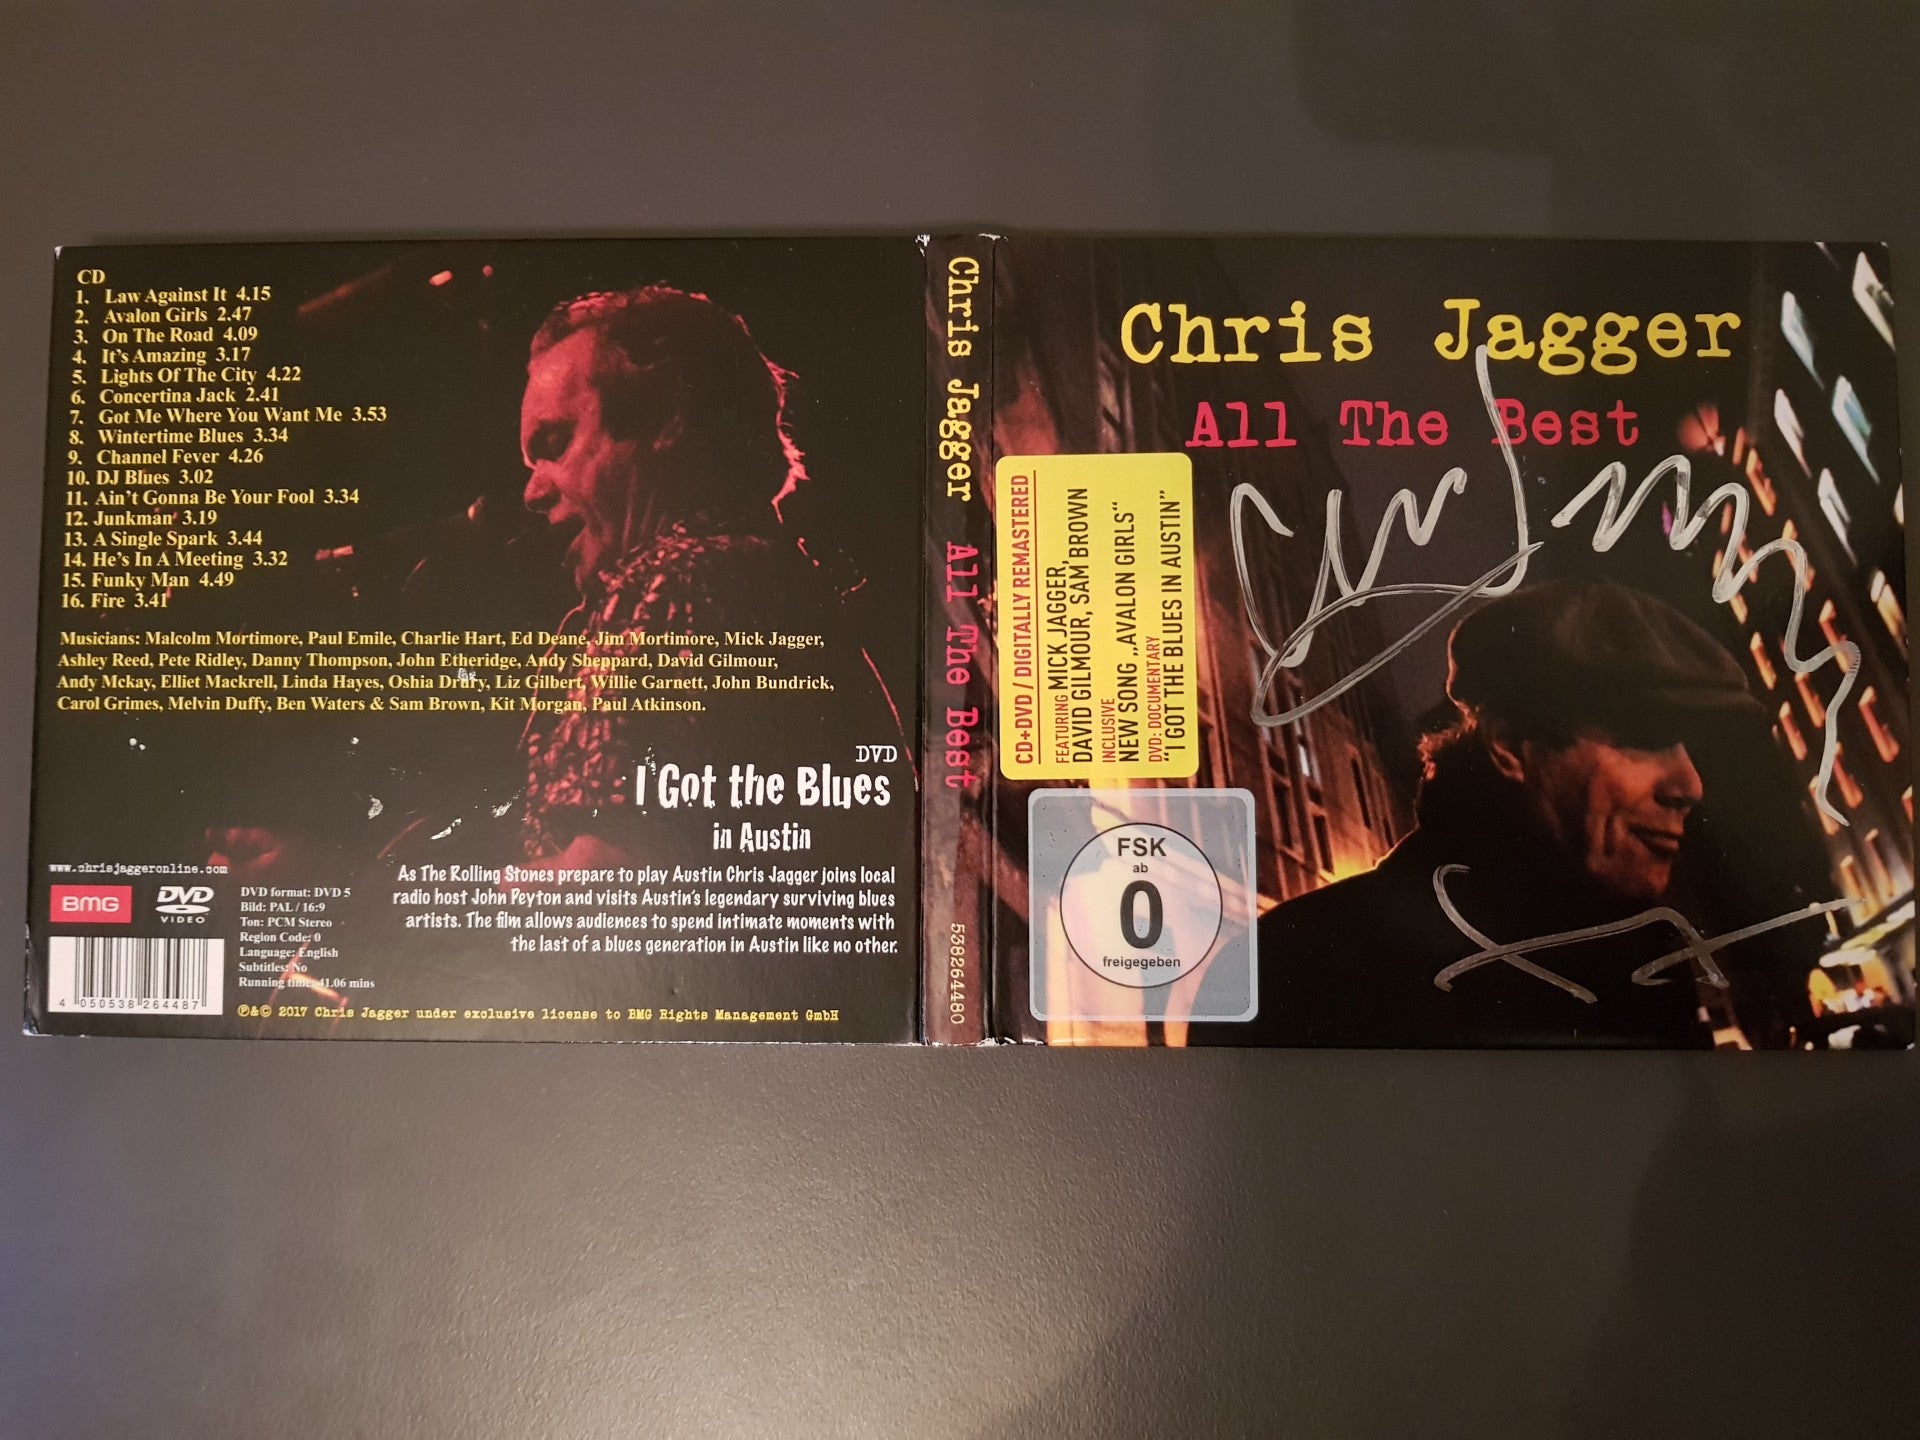 CD
1. Law Against It 4.15
2. Avalon Girls 2.47
3. On The Road 4.09
4. It's Amazing 3.17
5. Lights Of The City 4.22
6. Concertina Jack 2.41
7. Got Me Where You Want Me 3.53
8. Wintertime Blues 3.34
9. Channel Fever 4.26
10. DJ Blues 3.02
11. Ain't Gonna Be Your Fool 3.34
12. Junkman 3.19
13. A Single Spark 3.44
14. He's In A Meeting 3.32
15. Funky Man 4.49
16. Fire 3.41
Musicians: Malcolm Mortimore, Paul Emile, Charlie Hart, Ed Deane, Jim Mortimore, Mick Jagger,
Ashley Reed, Pete Ridley, Danny Thompson, John Etheridge, Andy Sheppard, David Gilmour,
Andy Mckay, Elliet Mackrell, Linda Hayes, Oshia Drury, Liz Gilbert, Willie Garnett, John Bundrick,
Carol Grimes, Melvin Duffy, Ben Waters & Sam Brown, Kit Morgan, Paul Atkinson.
DVD
I Got the Blues
in Austin
As The Rolling Stones prepare to play Austin Chris Jagger joins local
radio host John Peyton and visits Austin's legendary surviving blues
artists. The film allows audiences to spend intimate moments with
the last of a blues generation in Austin like no other.
www.chrisjaggeronline.com
BMG
DVD
VIDEO
DVD format: DVD 5
Bild: PAL / 16:9
Ton: PCM Stereo
Region Code: 0
Language: English
Subtitles: No
Running time: 41.06 mins
4 050538 264487
℗&© 2017 Chris Jagger under exclusive license to BMG Rights Management GmbH
Chris Jagger All The Best
538264480
Chris Jagger
All The Best
CD+DVD / DIGITALLY REMASTERED
FEATURING MICK JAGGER,
DAVID GILMOUR, SAM BROWN
INCLUSIVE
NEW SONG „AVALON GIRLS“
DVD: DOCUMENTARY
“I GOT THE BLUES IN AUSTIN”
FSK
ab
0
freigegeben